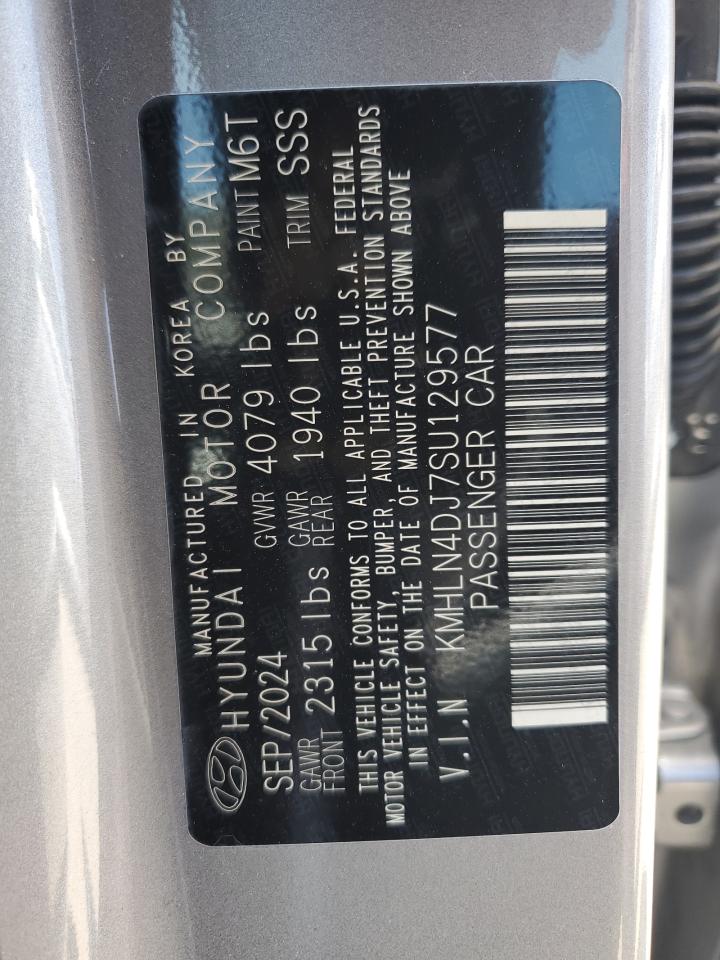 MANUFACTURED IN KOREA BY
HYUNDAI MOTOR COMPANY
SEP/2024 GVWR 4079 lbs PAINT M6T
GAWR FRONT 2315 lbs GAWR REAR 1940 lbs TRIM SSS
THIS VEHICLE CONFORMS TO ALL APPLICABLE U.S.A. FEDERAL
MOTOR VEHICLE SAFETY, BUMPER, AND THEFT PREVENTION STANDARDS
IN EFFECT ON THE DATE OF MANUFACTURE SHOWN ABOVE
V.I.N KMHLN4DJ7SU129577
PASSENGER CAR